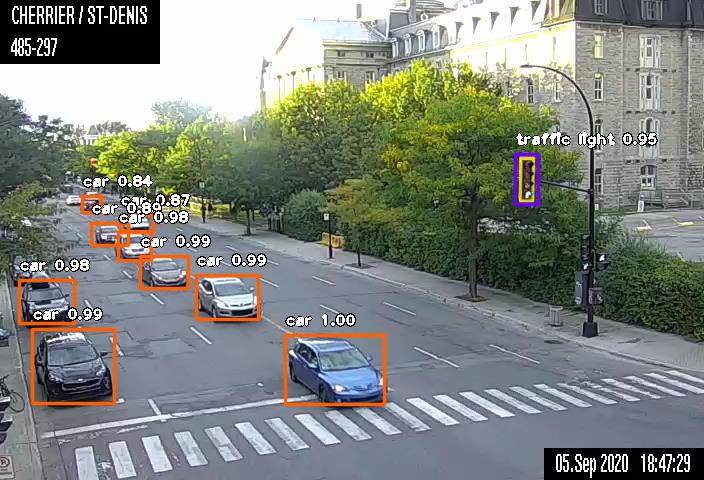 CHERRIER / ST-DENIS
485-297
traffic light 0.95
car 0.84
car 0.87
car 0.89
car 0.98
car 0.99
car 0.99
car 0.98
car 0.99
car 1.00
05.Sep 2020 18:47:29